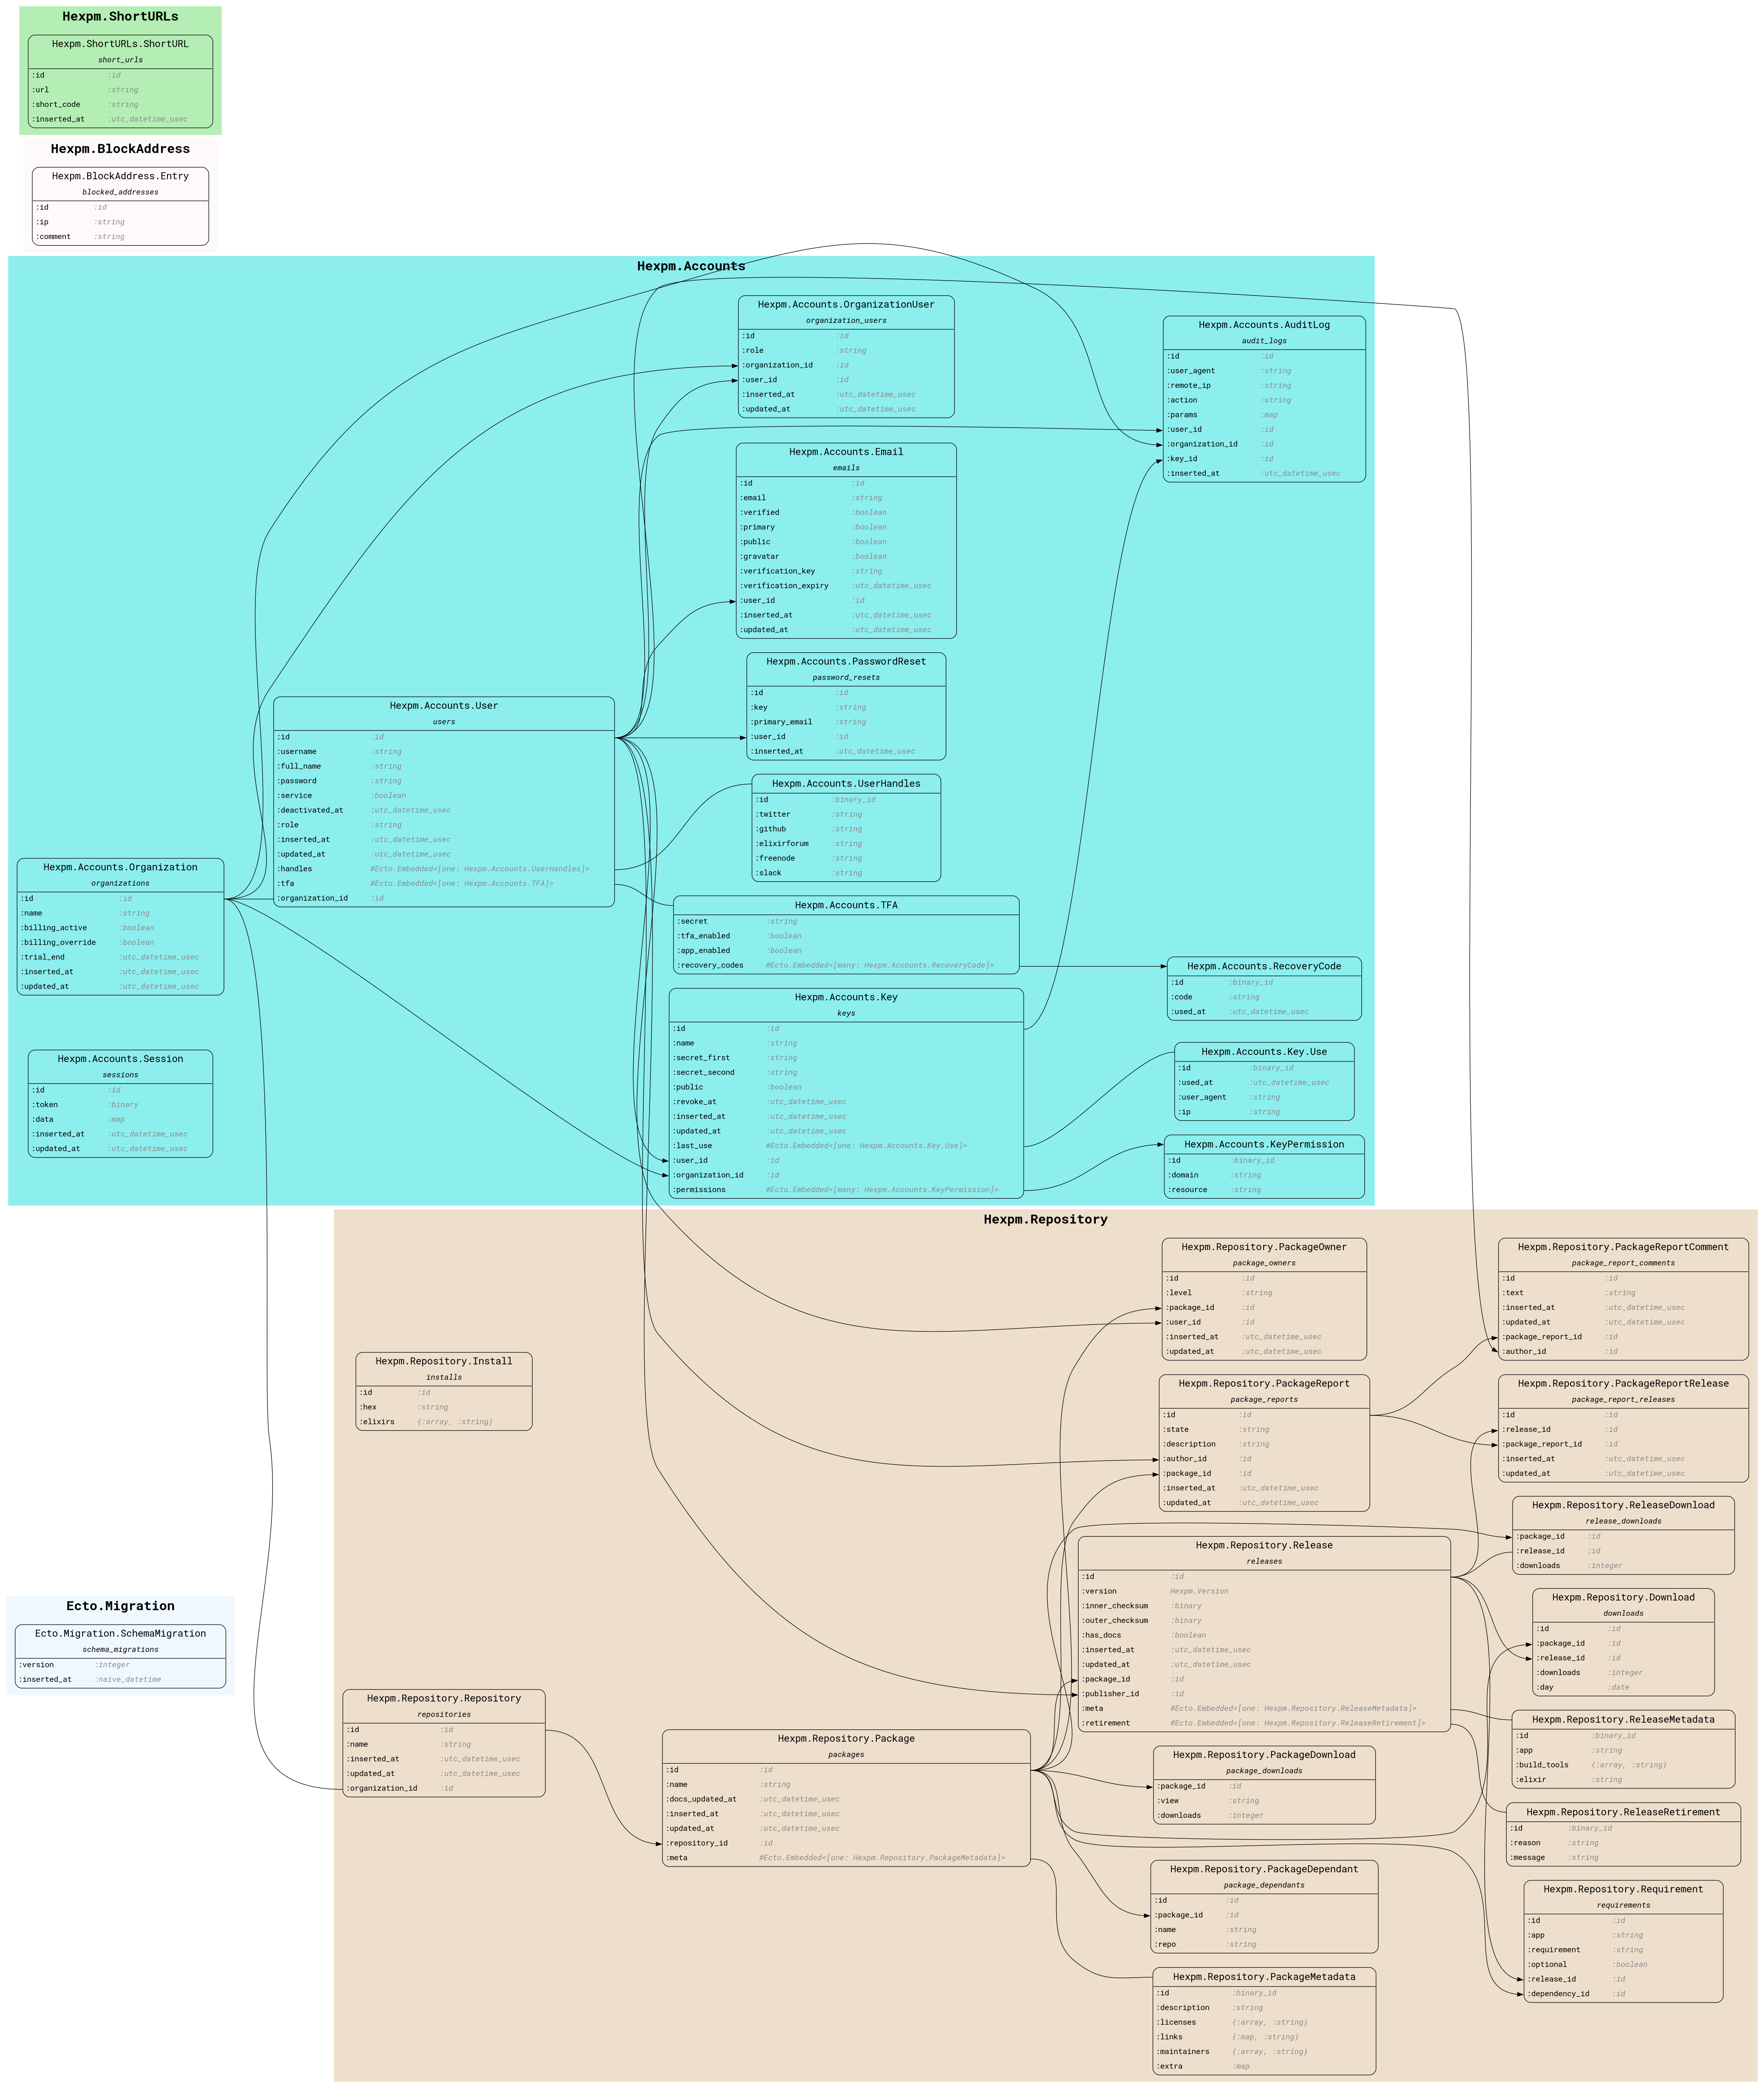 Hexpm.ShortURLs
Hexpm.ShortURLs.ShortURL
short_urls
:id :id
:url :string
:short_code :string
:inserted_at :utc_datetime_usec
Hexpm.BlockAddress
Hexpm.BlockAddress.Entry
blocked_addresses
:id :id
:ip :string
:comment :string
Hexpm.Accounts
Hexpm.Accounts.Organization
organizations
:id :id
:name :string
:billing_active :boolean
:billing_override :boolean
:trial_end :utc_datetime_usec
:inserted_at :utc_datetime_usec
:updated_at :utc_datetime_usec
Hexpm.Accounts.Session
sessions
:id :id
:token :binary
:data :map
:inserted_at :utc_datetime_usec
:updated_at :utc_datetime_usec
Hexpm.Accounts.User
users
:id :id
:username :string
:full_name :string
:password :string
:service :boolean
:deactivated_at :utc_datetime_usec
:role :string
:inserted_at :utc_datetime_usec
:updated_at :utc_datetime_usec
:handles #Ecto.Embedded<[one: Hexpm.Accounts.UserHandles]>
:tfa #Ecto.Embedded<[one: Hexpm.Accounts.TFA]>
:organization_id :id
Hexpm.Accounts.OrganizationUser
organization_users
:id :id
:role :string
:organization_id :id
:user_id :id
:inserted_at :utc_datetime_usec
:updated_at :utc_datetime_usec
Hexpm.Accounts.Email
emails
:id :id
:email :string
:verified :boolean
:primary :boolean
:public :boolean
:gravatar :boolean
:verification_key :string
:verification_expiry :utc_datetime_usec
:user_id :id
:inserted_at :utc_datetime_usec
:updated_at :utc_datetime_usec
Hexpm.Accounts.PasswordReset
password_resets
:id :id
:key :string
:primary_email :string
:user_id :id
:inserted_at :utc_datetime_usec
Hexpm.Accounts.UserHandles
:id :binary_id
:twitter :string
:github :string
:elixirforum :string
:freenode :string
:slack :string
Hexpm.Accounts.TFA
:secret :string
:tfa_enabled :boolean
:app_enabled :boolean
:recovery_codes #Ecto.Embedded<[many: Hexpm.Accounts.RecoveryCode]>
Hexpm.Accounts.Key
keys
:id :id
:name :string
:secret_first :string
:secret_second :string
:public :boolean
:revoke_at :utc_datetime_usec
:inserted_at :utc_datetime_usec
:updated_at :utc_datetime_usec
:last_use #Ecto.Embedded<[one: Hexpm.Accounts.Key.Use]>
:user_id :id
:organization_id :id
:permissions #Ecto.Embedded<[many: Hexpm.Accounts.KeyPermission]>
Hexpm.Accounts.AuditLog
audit_logs
:id :id
:user_agent :string
:remote_ip :string
:action :string
:params :map
:user_id :id
:organization_id :id
:key_id :id
:inserted_at :utc_datetime_usec
Hexpm.Accounts.RecoveryCode
:id :binary_id
:code :string
:used_at :utc_datetime_usec
Hexpm.Accounts.Key.Use
:id :binary_id
:used_at :utc_datetime_usec
:user_agent :string
:ip :string
Hexpm.Accounts.KeyPermission
:id :binary_id
:domain :string
:resource :string
Ecto.Migration
Ecto.Migration.SchemaMigration
schema_migrations
:version :integer
:inserted_at :naive_datetime
Hexpm.Repository
Hexpm.Repository.Install
installs
:id :id
:hex :string
:elixirs {:array, :string}
Hexpm.Repository.Repository
repositories
:id :id
:name :string
:inserted_at :utc_datetime_usec
:updated_at :utc_datetime_usec
:organization_id :id
Hexpm.Repository.Package
packages
:id :id
:name :string
:docs_updated_at :utc_datetime_usec
:inserted_at :utc_datetime_usec
:updated_at :utc_datetime_usec
:repository_id :id
:meta #Ecto.Embedded<[one: Hexpm.Repository.PackageMetadata]>
Hexpm.Repository.PackageOwner
package_owners
:id :id
:level :string
:package_id :id
:user_id :id
:inserted_at :utc_datetime_usec
:updated_at :utc_datetime_usec
Hexpm.Repository.PackageReport
package_reports
:id :id
:state :string
:description :string
:author_id :id
:package_id :id
:inserted_at :utc_datetime_usec
:updated_at :utc_datetime_usec
Hexpm.Repository.Release
releases
:id :id
:version Hexpm.Version
:inner_checksum :binary
:outer_checksum :binary
:has_docs :boolean
:inserted_at :utc_datetime_usec
:updated_at :utc_datetime_usec
:package_id :id
:publisher_id :id
:meta #Ecto.Embedded<[one: Hexpm.Repository.ReleaseMetadata]>
:retirement #Ecto.Embedded<[one: Hexpm.Repository.ReleaseRetirement]>
Hexpm.Repository.PackageDownload
package_downloads
:package_id :id
:view :string
:downloads :integer
Hexpm.Repository.PackageDependant
package_dependants
:id :id
:package_id :id
:name :string
:repo :string
Hexpm.Repository.PackageMetadata
:id :binary_id
:description :string
:licenses {:array, :string}
:links {:map, :string}
:maintainers {:array, :string}
:extra :map
Hexpm.Repository.PackageReportComment
package_report_comments
:id :id
:text :string
:inserted_at :utc_datetime_usec
:updated_at :utc_datetime_usec
:package_report_id :id
:author_id :id
Hexpm.Repository.PackageReportRelease
package_report_releases
:id :id
:release_id :id
:package_report_id :id
:inserted_at :utc_datetime_usec
:updated_at :utc_datetime_usec
Hexpm.Repository.ReleaseDownload
release_downloads
:package_id :id
:release_id :id
:downloads :integer
Hexpm.Repository.Download
downloads
:id :id
:package_id :id
:release_id :id
:downloads :integer
:day :date
Hexpm.Repository.ReleaseMetadata
:id :binary_id
:app :string
:build_tools {:array, :string}
:elixir :string
Hexpm.Repository.ReleaseRetirement
:id :binary_id
:reason :string
:message :string
Hexpm.Repository.Requirement
requirements
:id :id
:app :string
:requirement :string
:optional :boolean
:release_id :id
:dependency_id :id